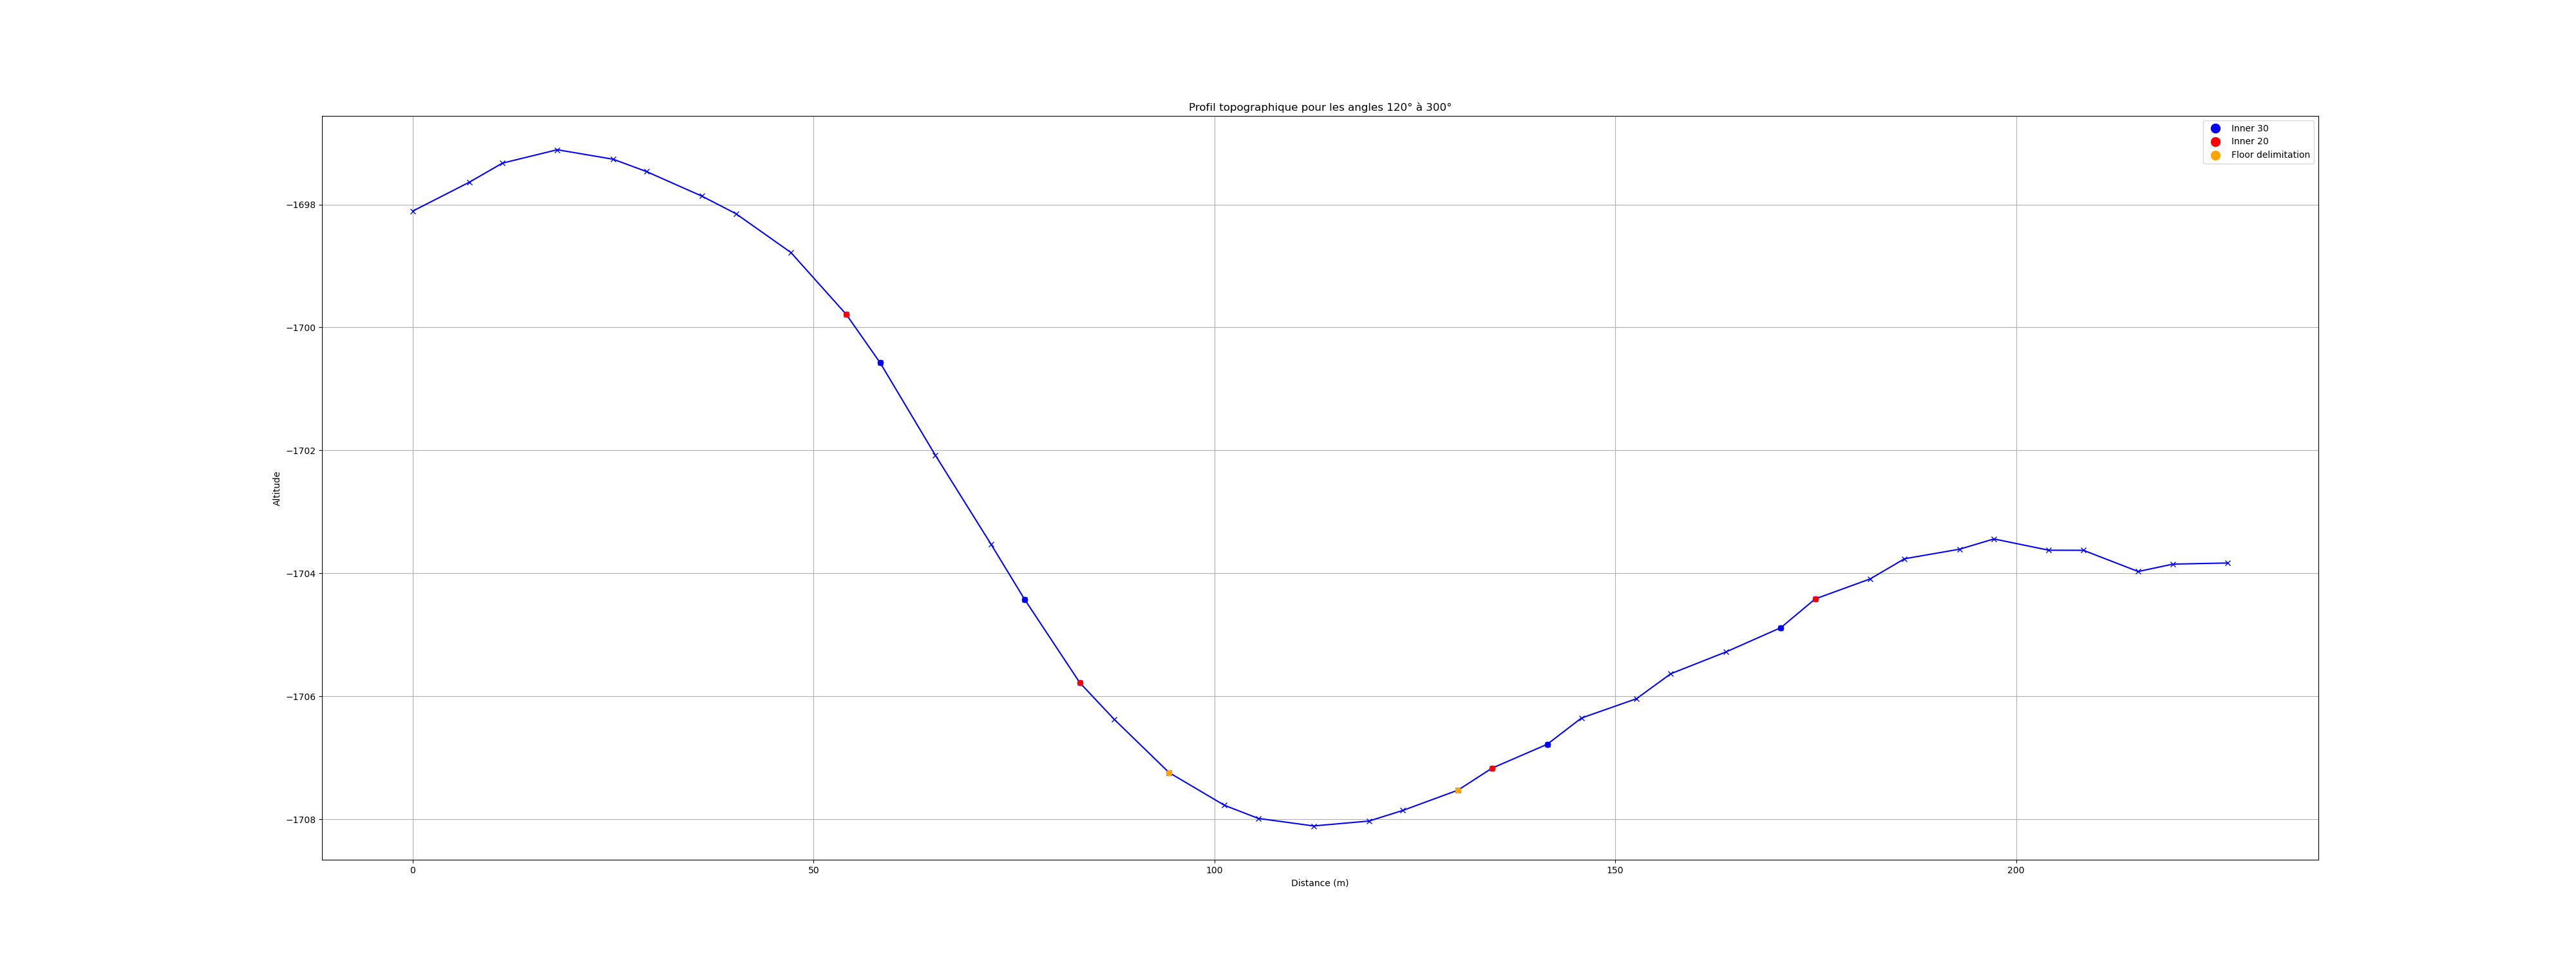 Profil topographique pour les angles 120° à 300°
Inner 30
Inner 20
Floor delimitation
Altitude
−1698
−1700
−1702
−1704
−1706
−1708
0
50
100
150
200
Distance (m)